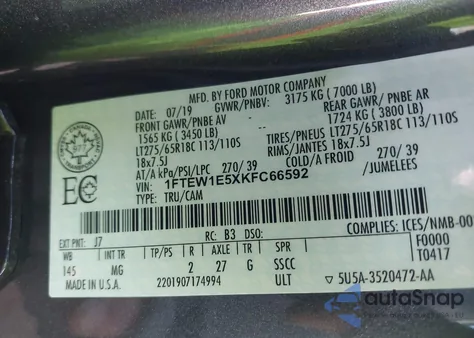 MFD. BY FORD MOTOR COMPANY
DATE: 07/19 GVWR/PNBV: 3175 KG (7000 LB)
FRONT GAWR/PNBE AV REAR GAWR/PNBE AR
1565 KG (3450 LB) 1724 KG (3800 LB)
LT275/65R18C 113/110S TIRES/PNEUS LT275/65R18C 113/110S
18x7.5J RIMS/JANTES 18x7.5J
AT/A kPa/PSI/LPC 270/39 COLD/A FROID 270/39
/JUMELEES
VIN: 1FTEW1E5XKFC66592
TYPE: TRU/CAM
COMPLIES: ICES/NMB-00
EXT PNT: J7 RC: B3 DSO: F0000
WB INT TR TP/PS R AXLE TR SPR T0417
145 MG 2 27 G SSCC
MADE IN U.S.A. 2201907174994 ULT 5U5A-3520472-AA
EC
autoSnap